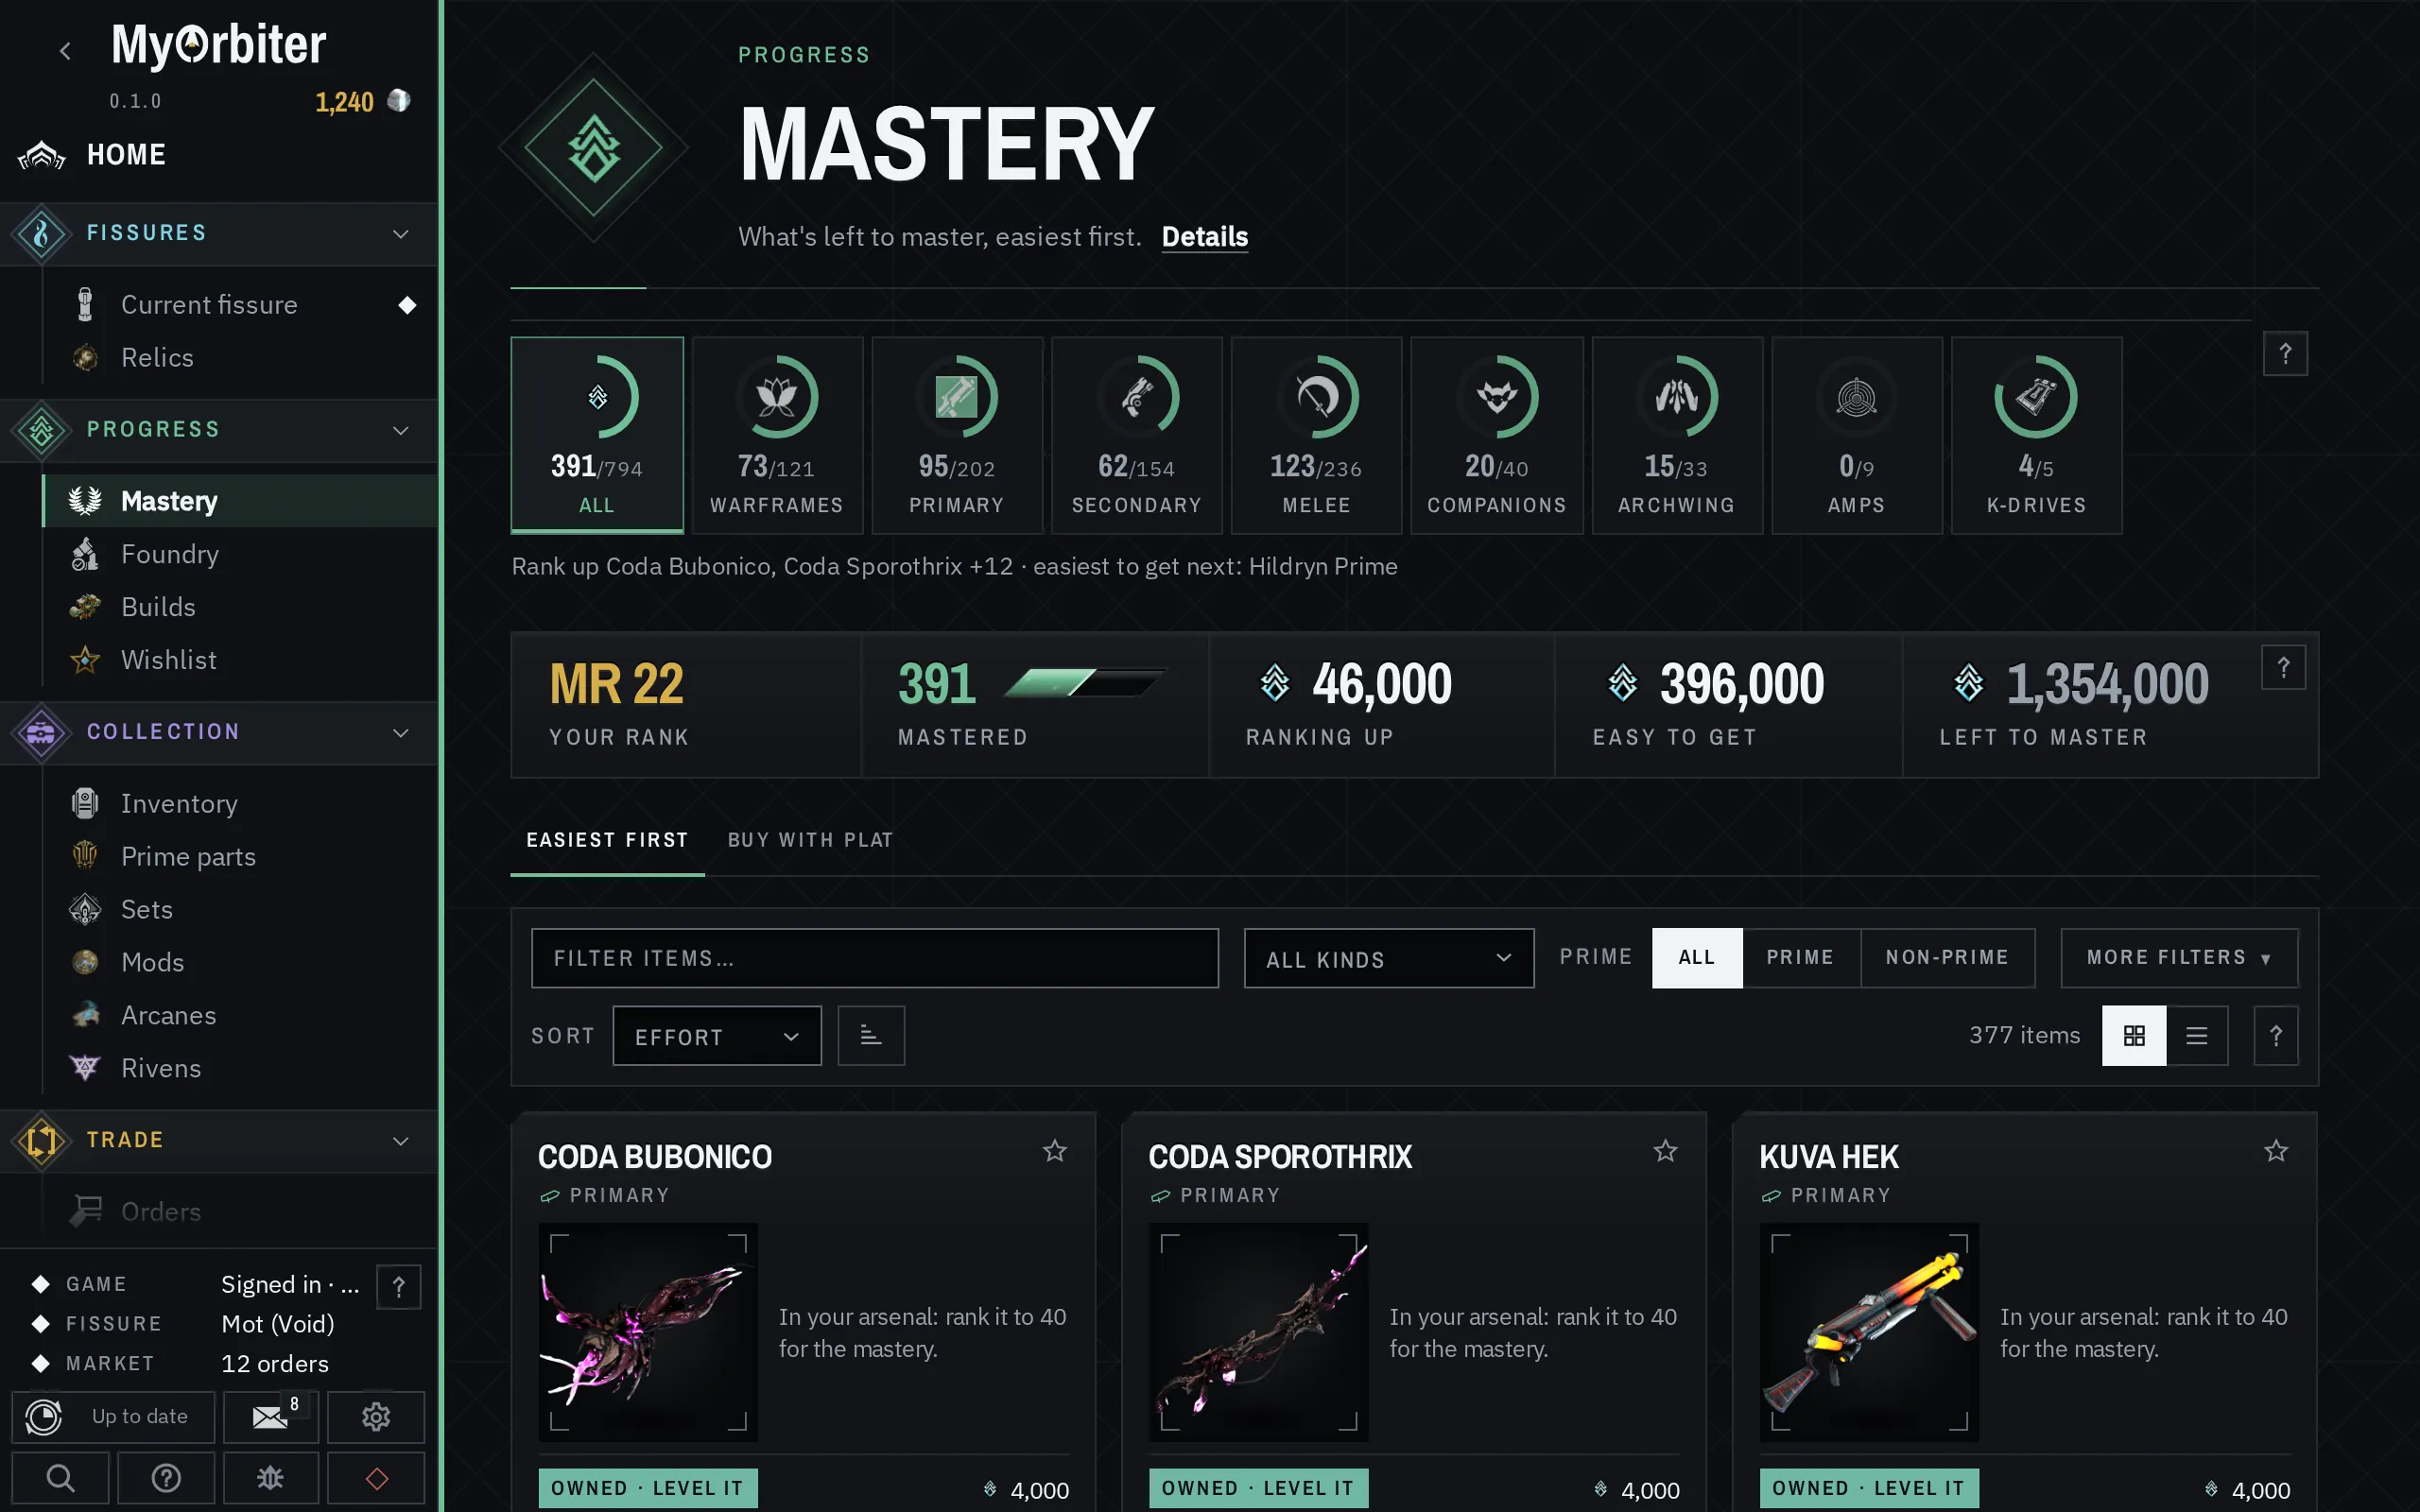 MyOrbiter
0.1.0
1,240
HOME
FISSURES
Current fissure
Relics
PROGRESS
Mastery
Foundry
Builds
Wishlist
COLLECTION
Inventory
Prime parts
Sets
Mods
Arcanes
Rivens
TRADE
Orders
GAME Signed in · ...
?
FISSURE Mot (Void)
MARKET 12 orders
Up to date
8
PROGRESS
MASTERY
What's left to master, easiest first. Details
?
391/794
ALL
73/121
WARFRAMES
95/202
PRIMARY
62/154
SECONDARY
123/236
MELEE
20/40
COMPANIONS
15/33
ARCHWING
0/9
AMPS
4/5
K-DRIVES
Rank up Coda Bubonico, Coda Sporothrix +12 · easiest to get next: Hildryn Prime
MR 22
YOUR RANK
391
MASTERED
46,000
RANKING UP
396,000
EASY TO GET
1,354,000
LEFT TO MASTER
?
EASIEST FIRST
BUY WITH PLAT
FILTER ITEMS...
ALL KINDS
PRIME
ALL
PRIME
NON-PRIME
MORE FILTERS
SORT
EFFORT
377 items
?
CODA BUBONICO
PRIMARY
In your arsenal: rank it to 40
for the mastery.
OWNED · LEVEL IT
4,000
CODA SPOROTHRIX
PRIMARY
In your arsenal: rank it to 40
for the mastery.
OWNED · LEVEL IT
4,000
KUVA HEK
PRIMARY
In your arsenal: rank it to 40
for the mastery.
OWNED · LEVEL IT
4,000